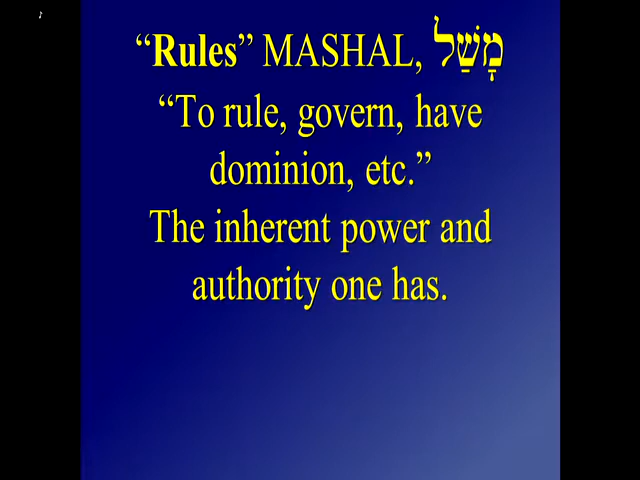 “Rules” MASHAL, מָשַׁל
“To rule, govern, have
dominion, etc.”
The inherent power and
authority one has.